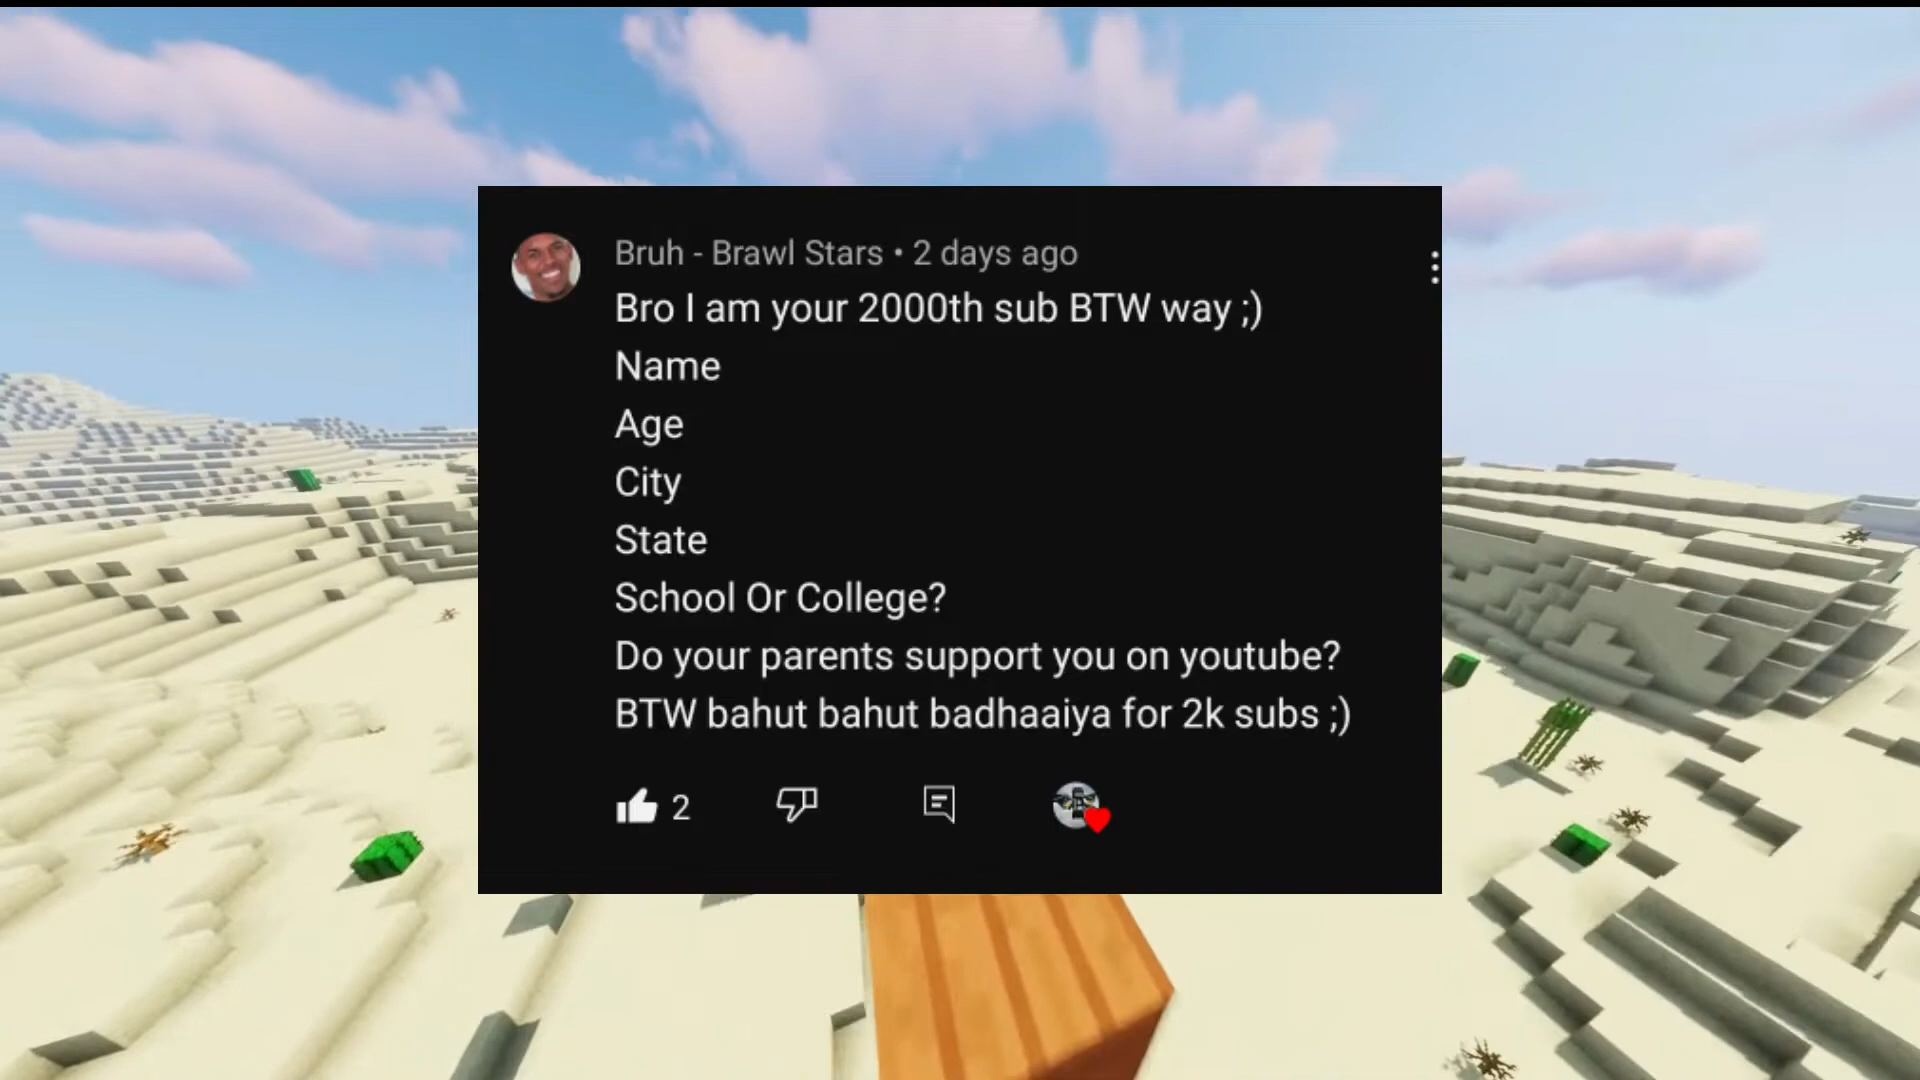 Bruh - Brawl Stars • 2 days ago
Bro I am your 2000th sub BTW way ;)
Name
Age
City
State
School Or College?
Do your parents support you on youtube?
BTW bahut bahut badhaaiya for 2k subs ;)
2